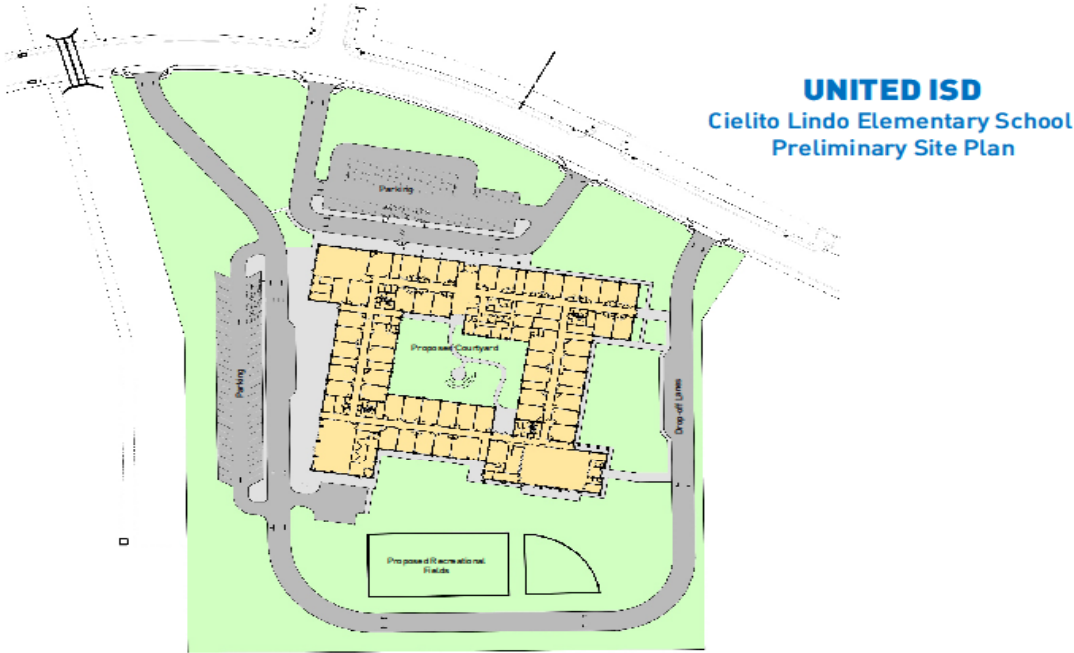 UNITED ISD
Cielito Lindo Elementary School
Preliminary Site Plan
Parking
Proposed Courtyard
Parking
Drop-off Lanes
Proposed Recreational
Fields